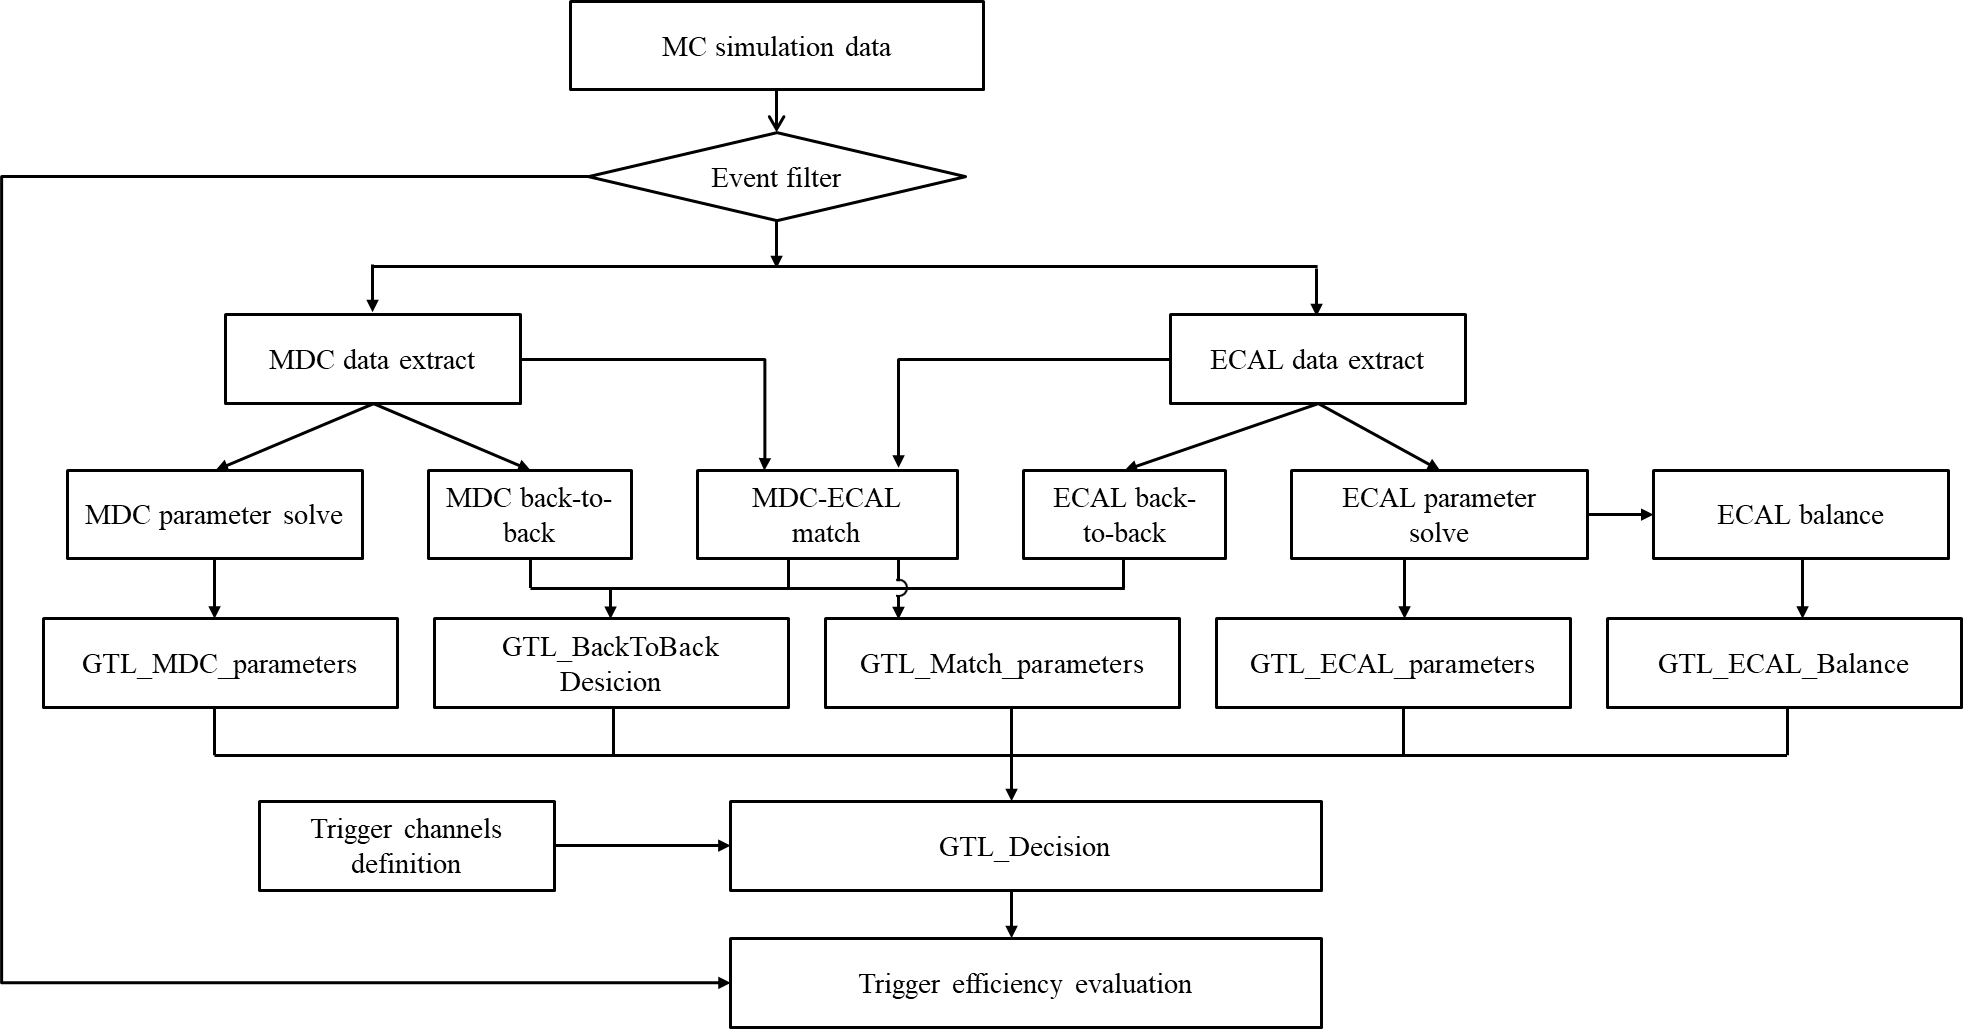 MC simulation data
Event filter
MDC data extract
ECAL data extract
MDC parameter solve
MDC back-to-
back
MDC-ECAL
match
ECAL back-
to-back
ECAL parameter
solve
ECAL balance
GTL_MDC_parameters
GTL_BackToBack
Desicion
GTL_Match_parameters
GTL_ECAL_parameters
GTL_ECAL_Balance
Trigger channels
definition
GTL_Decision
Trigger efficiency evaluation